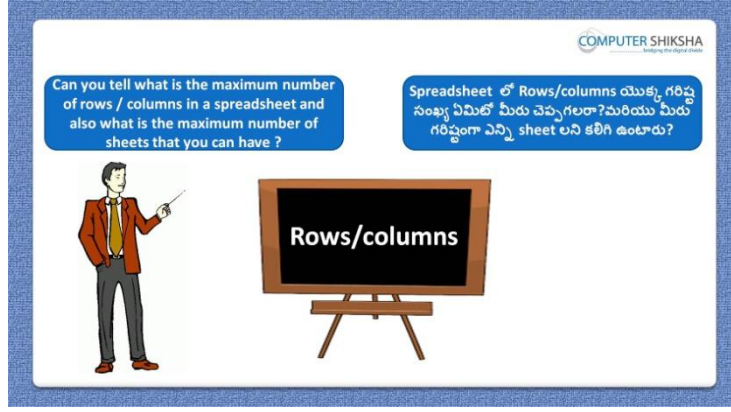 COMPUTER SHIKSHA
bridging the digital divide
Can you tell what is the maximum number
of rows / columns in a spreadsheet and
also what is the maximum number of
sheets that you can have ?
Spreadsheet లో Rows/columns యొక్క గరిష్ట
సంఖ్య ఏమిటో మీరు చెప్పగలరా?మరియు మీరు
గరిష్టంగా ఎన్ని sheet లని కలిగి ఉంటారు?
Rows/columns